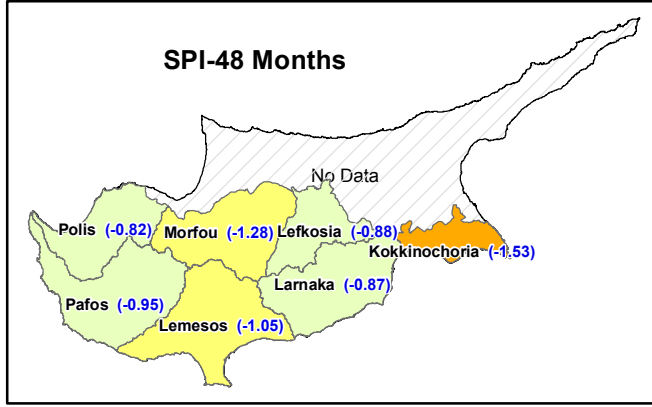 SPI-48 Months
No Data
Polis (-0.82)
Morfou (-1.28)
Lefkosia (-0.88)
Kokkinochoria (-1.53)
Pafos (-0.95)
Larnaka (-0.87)
Lemesos (-1.05)